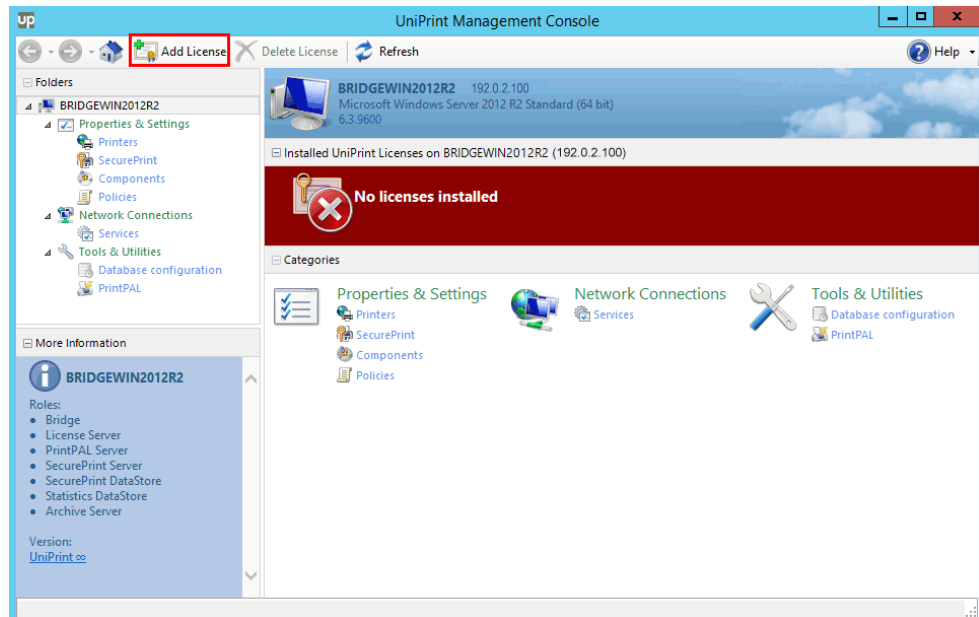 UP
UniPrint Management Console
Add License
Delete License
Refresh
Help
Folders
BRIDGEWIN2012R2
Properties & Settings
Printers
SecurePrint
Components
Policies
Network Connections
Services
Tools & Utilities
Database configuration
PrintPAL
More Information
BRIDGEWIN2012R2
Roles:
Bridge
License Server
PrintPAL Server
SecurePrint Server
SecurePrint DataStore
Statistics DataStore
Archive Server
Version:
UniPrint ∞
BRIDGEWIN2012R2 192.0.2.100
Microsoft Windows Server 2012 R2 Standard (64 bit)
6.3.9600
Installed UniPrint Licenses on BRIDGEWIN2012R2 (192.0.2.100)
No licenses installed
Categories
Properties & Settings
Printers
SecurePrint
Components
Policies
Network Connections
Services
Tools & Utilities
Database configuration
PrintPAL